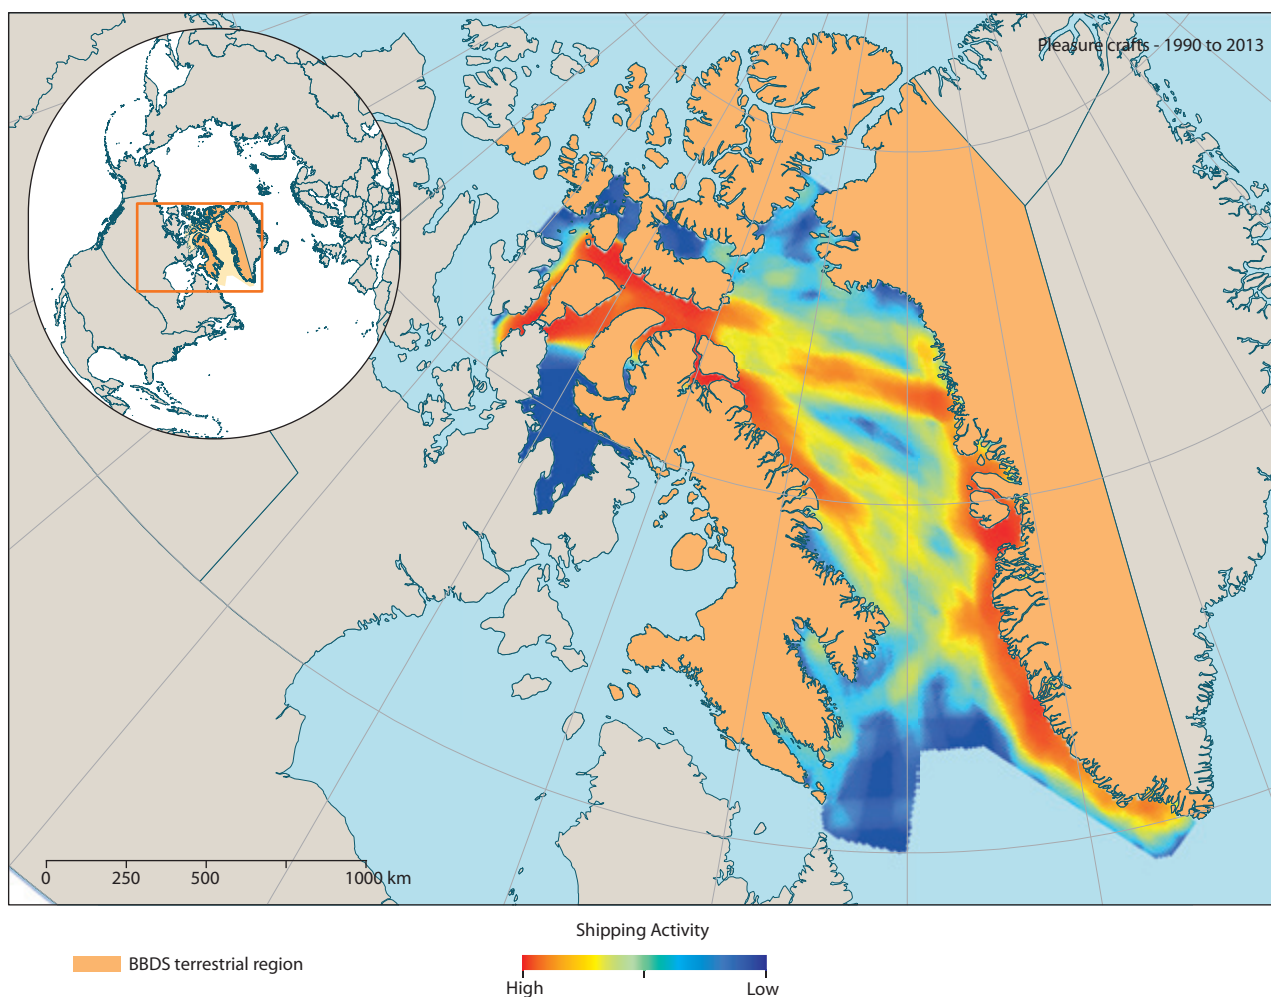 Pleasure crafts - 1990 to 2013
0 250 500 1000 km
Shipping Activity
BBDS terrestrial region
High Low